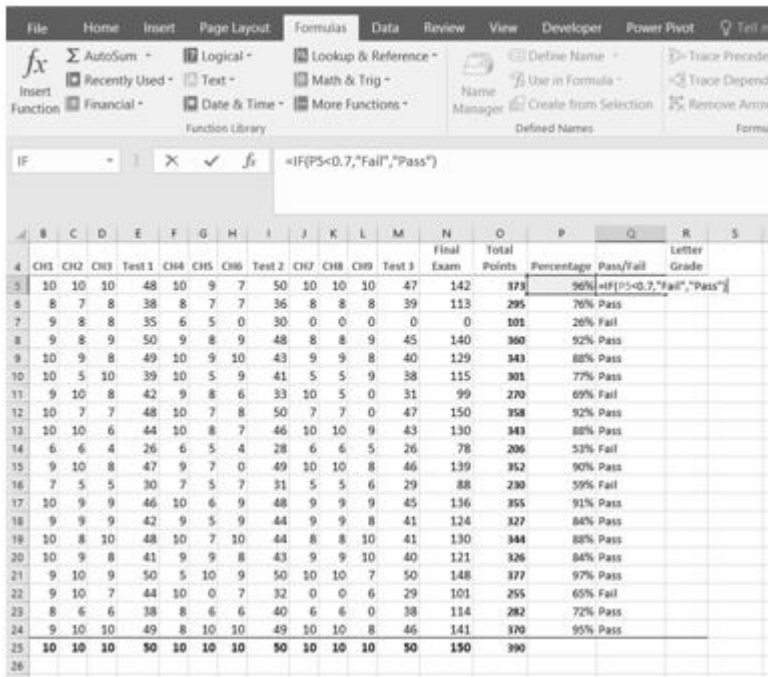 File Home Insert Page Layout Formulas Data Review View Developer Power Pivot Tell
fx Insert Function
Σ AutoSum
Recently Used
Financial
Logical
Text
Date & Time
Lookup & Reference
Math & Trig
More Functions
Function Library
Name Manager
Define Name
Use in Formula
Create from Selection
Defined Names
Trace
Trace
Remove
IF fx =IF(P5<0.7,"Fail","Pass")
B C D E F G H I J K L M N O P Q R S
4 CH1 CH2 CH3 Test 1 CH4 CH5 CH6 Test 2 CH7 CH8 CH9 Test 3 Final Exam Total Points Percentage Pass/Fail Letter Grade
5 10 10 10 48 10 9 7 50 10 10 10 47 142 373 96% =IF(P5<0.7,"Fail","Pass")
6 8 7 8 38 8 7 7 36 8 8 8 39 113 295 76% Pass
7 9 8 8 35 6 5 0 30 0 0 0 0 0 101 26% Fail
8 9 8 9 50 9 8 9 48 8 8 9 45 140 360 92% Pass
9 10 9 8 49 10 9 10 43 9 9 8 40 129 343 88% Pass
10 10 5 10 39 10 5 9 41 5 5 9 38 115 301 77% Pass
11 9 10 8 42 9 8 6 33 10 5 0 31 99 270 69% Fail
12 10 7 7 48 10 7 8 50 7 7 0 47 150 358 92% Pass
13 10 10 6 44 10 8 7 46 10 10 9 43 130 343 88% Pass
14 6 6 4 26 6 5 4 28 6 6 5 26 78 206 53% Fail
15 9 10 8 47 9 7 0 49 10 10 8 46 139 352 90% Pass
16 7 5 5 30 7 5 7 31 5 5 6 29 88 230 59% Fail
17 10 9 9 46 10 6 9 48 9 9 9 45 136 355 91% Pass
18 9 9 9 42 9 5 9 44 9 9 8 41 124 327 84% Pass
19 10 8 10 48 10 7 10 44 8 8 10 41 130 344 88% Pass
20 10 9 8 41 9 9 8 43 9 9 10 40 121 326 84% Pass
21 9 10 9 50 5 10 9 50 10 10 7 50 148 377 97% Pass
22 9 10 7 44 10 0 7 32 0 0 6 29 101 255 65% Fail
23 8 6 6 38 8 6 6 40 6 6 0 38 114 282 72% Pass
24 9 10 10 49 8 10 10 49 10 10 8 46 141 370 95% Pass
25 10 10 10 50 10 10 10 50 10 10 10 50 150 390
26